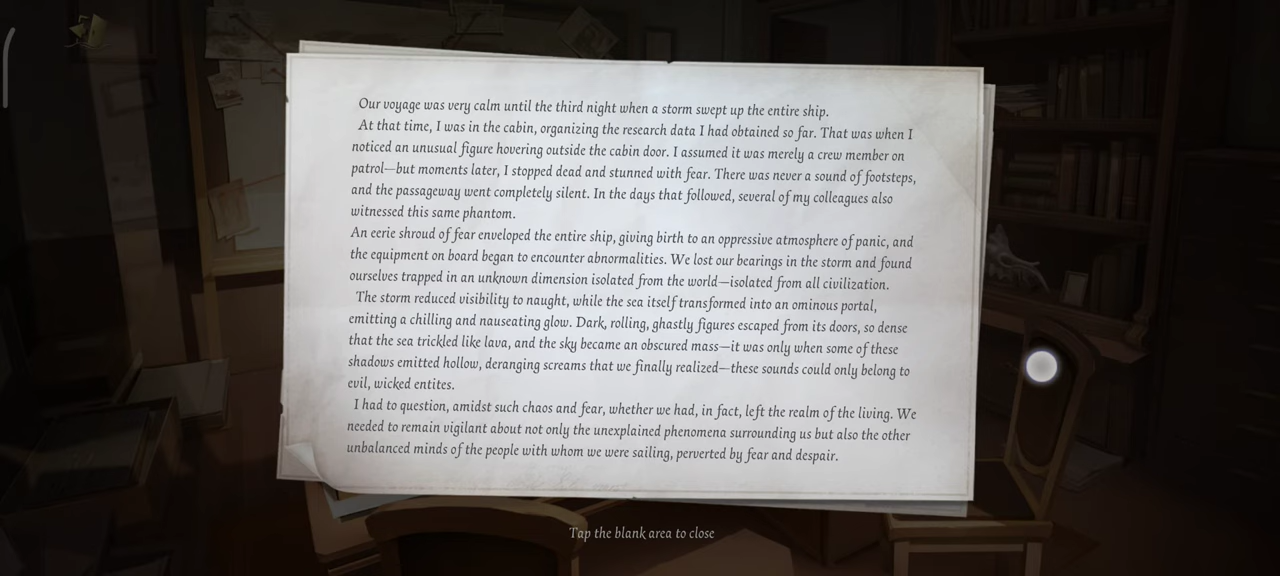 Our voyage was very calm until the third night when a storm swept up the entire ship.
At that time, I was in the cabin, organizing the research data I had obtained so far. That was when I
noticed an unusual figure hovering outside the cabin door. I assumed it was merely a crew member on
patrol—but moments later, I stopped dead and stunned with fear. There was never a sound of footsteps,
and the passageway went completely silent. In the days that followed, several of my colleagues also
witnessed this same phantom.
An eerie shroud of fear enveloped the entire ship, giving birth to an oppressive atmosphere of panic, and
the equipment on board began to encounter abnormalities. We lost our bearings in the storm and found
ourselves trapped in an unknown dimension isolated from the world—isolated from all civilization.
The storm reduced visibility to naught, while the sea itself transformed into an ominous portal,
emitting a chilling and nauseating glow. Dark, rolling, ghastly figures escaped from its doors, so dense
that the sea trickled like lava, and the sky became an obscured mass—it was only when some of these
shadows emitted hollow, deranging screams that we finally realized—these sounds could only belong to
evil, wicked entites.
I had to question, amidst such chaos and fear, whether we had, in fact, left the realm of the living. We
needed to remain vigilant about not only the unexplained phenomena surrounding us but also the other
unbalanced minds of the people with whom we were sailing, perverted by fear and despair.
Tap the blank area to close